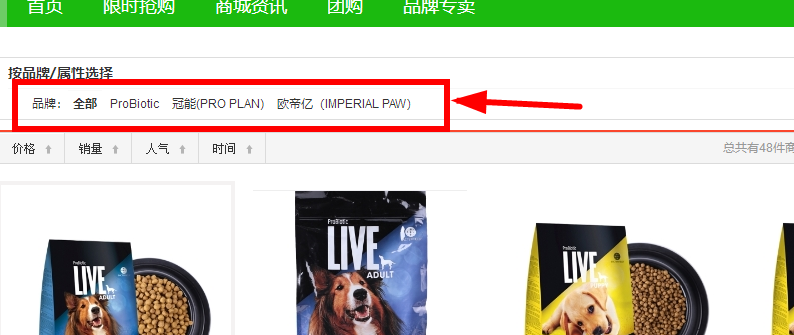 首页 限时抢购 商城资讯 团购 品牌专卖
按品牌/属性选择
品牌： 全部 ProBiotic 冠能(PRO PLAN) 欧帝亿（IMPERIAL PAW）
价格 销量 人气 时间 总共有48件商
ProBiotic
LIVE
ADULT
ProBiotic
LIVE
ADULT
ProBiotic
LIVE